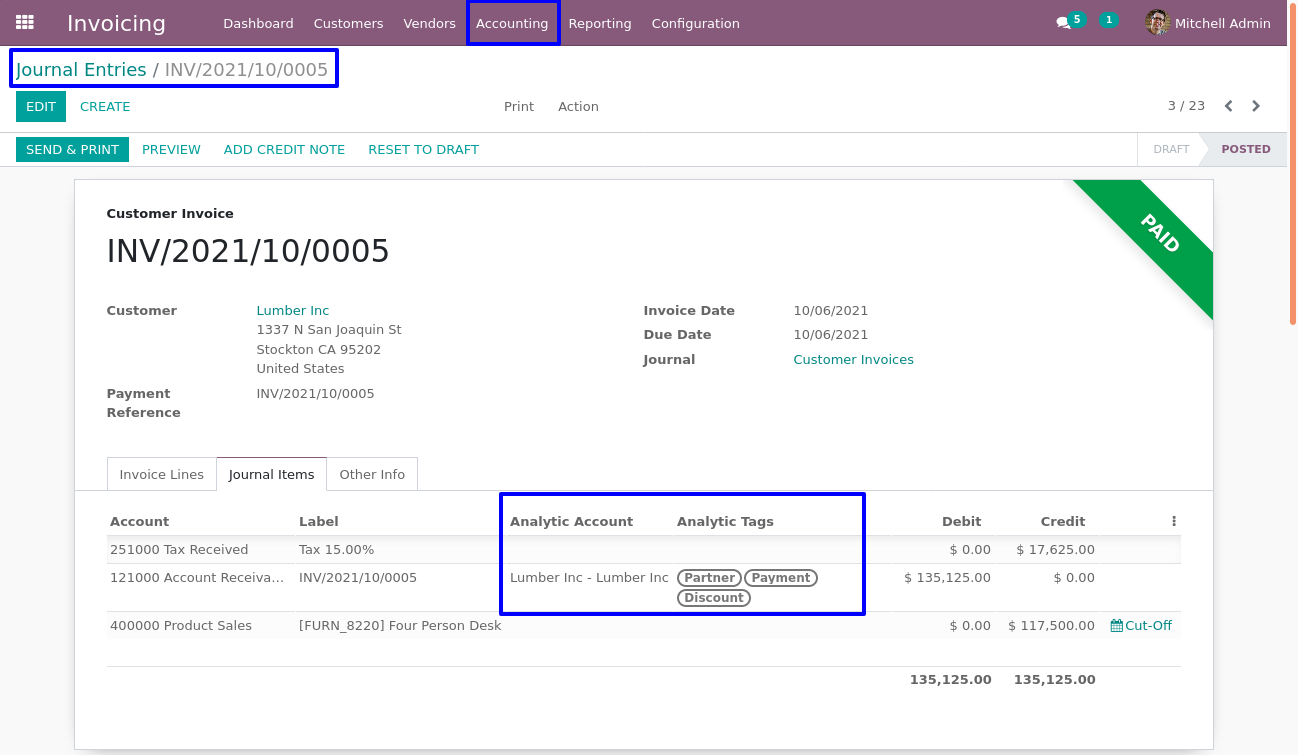 Invoicing Dashboard Customers Vendors Accounting Reporting Configuration 5 1 Mitchell Admin
Journal Entries / INV/2021/10/0005
EDIT CREATE Print Action 3 / 23
SEND & PRINT PREVIEW ADD CREDIT NOTE RESET TO DRAFT DRAFT POSTED
PAID
Customer Invoice
INV/2021/10/0005
Customer Lumber Inc Invoice Date 10/06/2021
1337 N San Joaquin St
Due Date 10/06/2021
Stockton CA 95202
Journal Customer Invoices
United States
Payment INV/2021/10/0005
Reference
Invoice Lines Journal Items Other Info
Account Label Analytic Account Analytic Tags Debit Credit
251000 Tax Received Tax 15.00% $ 0.00 $ 17,625.00
121000 Account Receiva... INV/2021/10/0005 Lumber Inc - Lumber Inc Partner Payment $ 135,125.00 $ 0.00
Discount
400000 Product Sales [FURN_8220] Four Person Desk $ 0.00 $ 117,500.00 Cut-Off
135,125.00 135,125.00